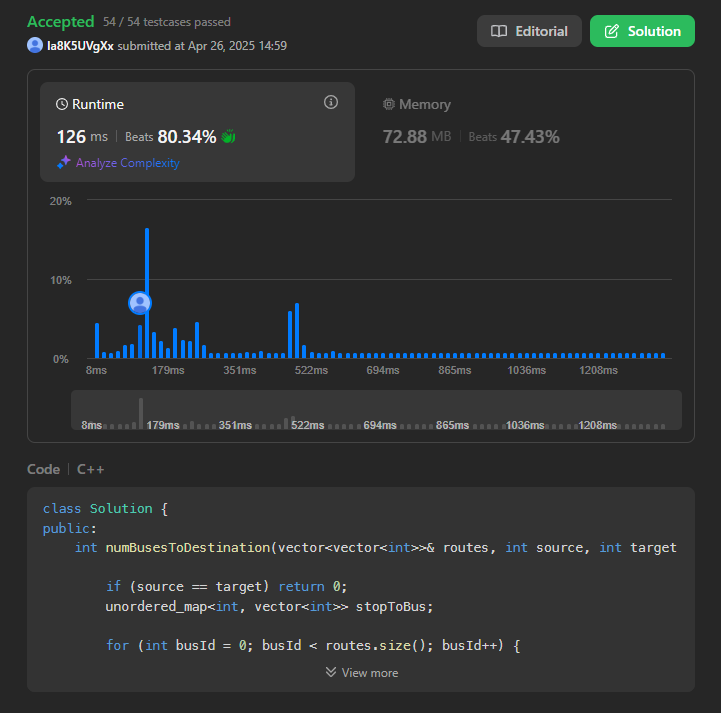 Accepted 54 / 54 testcases passed
la8K5UVgXx submitted at Apr 26, 2025 14:59
Editorial
Solution
Runtime
126 ms Beats 80.34%
Analyze Complexity
Memory
72.88 MB Beats 47.43%
20%
10%
0%
8ms 179ms 351ms 522ms 694ms 865ms 1036ms 1208ms
8ms 179ms 351ms 522ms 694ms 865ms 1036ms 1208ms
Code C++
class Solution {
public:
    int numBusesToDestination(vector<vector<int>>& routes, int source, int target
        if (source == target) return 0;
        unordered_map<int, vector<int>> stopToBus;
        for (int busId = 0; busId < routes.size(); busId++) {
View more